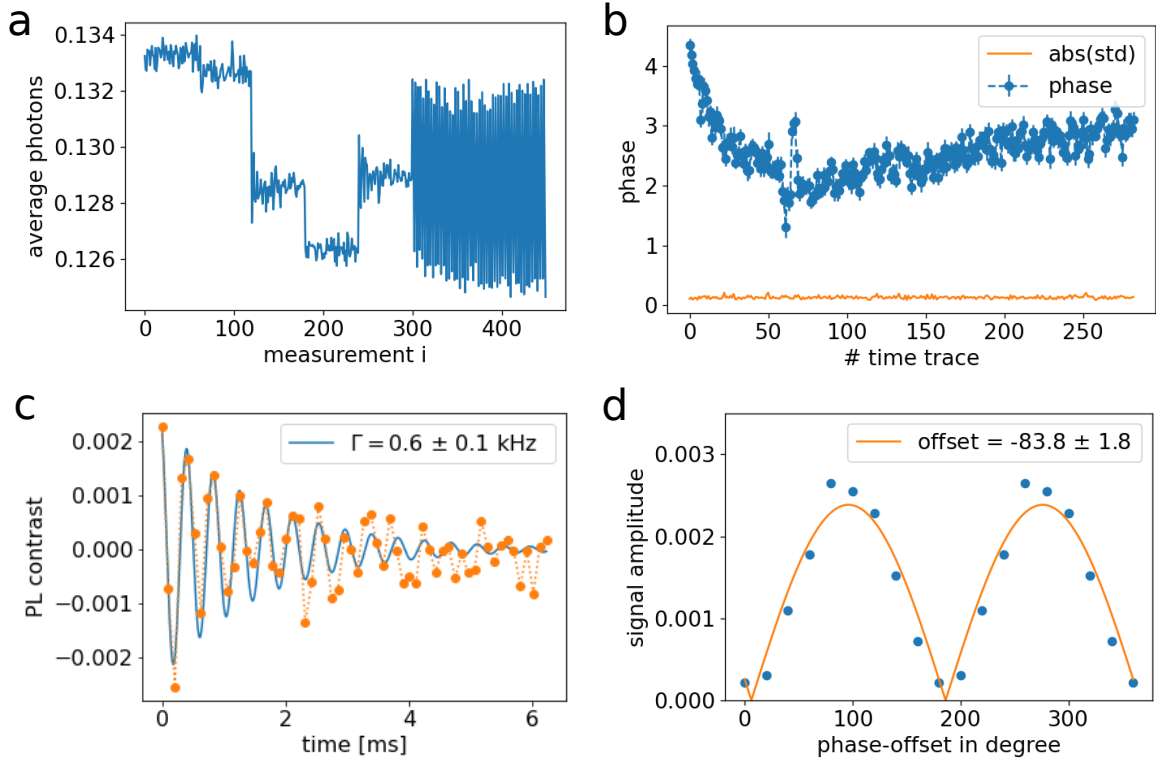 a
0.134
0.132
0.130
0.128
0.126
average photons
0 100 200 300 400
measurement i
b
4
3
2
1
0
phase
abs(std)
phase
0 50 100 150 200 250
# time trace
c
0.002
0.001
0.000
−0.001
−0.002
PL contrast
Γ = 0.6 ± 0.1 kHz
0 2 4 6
time [ms]
d
0.003
0.002
0.001
0.000
signal amplitude
offset = -83.8 ± 1.8
0 100 200 300
phase-offset in degree